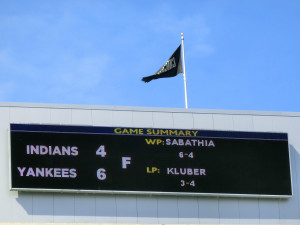 GAME SUMMARY
INDIANS 4 F WP: SABATHIA
6-4
YANKEES 6 LP: KLUBER
3-4